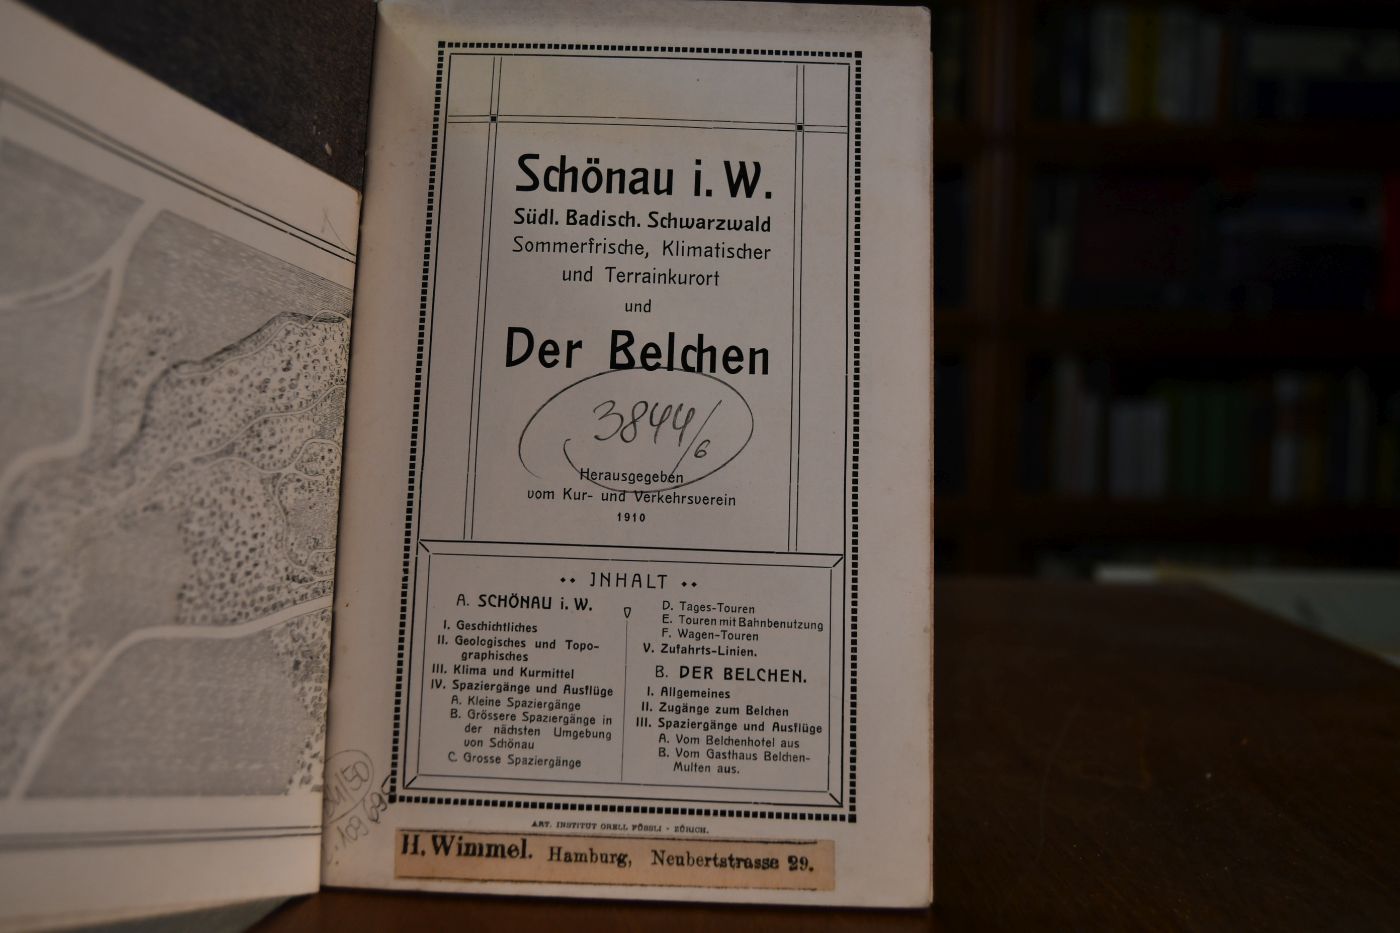 Schönau i. W.
Südl. Badisch. Schwarzwald
Sommerfrische, Klimatischer
und Terrainkurort
und
Der Belchen
3844/6
Herausgegeben
vom Kur- und Verkehrsverein
1910
INHALT
A. SCHÖNAU i. W.
I. Geschichtliches
II. Geologisches und Topo-
graphisches
III. Klima und Kurmittel
IV. Spaziergänge und Ausflüge
A. Kleine Spaziergänge
B. Grössere Spaziergänge in
der nächsten Umgebung
von Schönau
C. Grosse Spaziergänge
D. Tages-Touren
E. Touren mit Bahnbenutzung
F. Wagen-Touren
V. Zufahrts-Linien.
B. DER BELCHEN.
I. Allgemeines
II. Zugänge zum Belchen
III. Spaziergänge und Ausflüge
A. Vom Belchenhotel aus
B. Vom Gasthaus Belchen-
Multen aus.
ART. INSTITUT ORELL FÜSSLI - ZÜRICH.
H. Wimmel. Hamburg, Neubertstrasse 29.